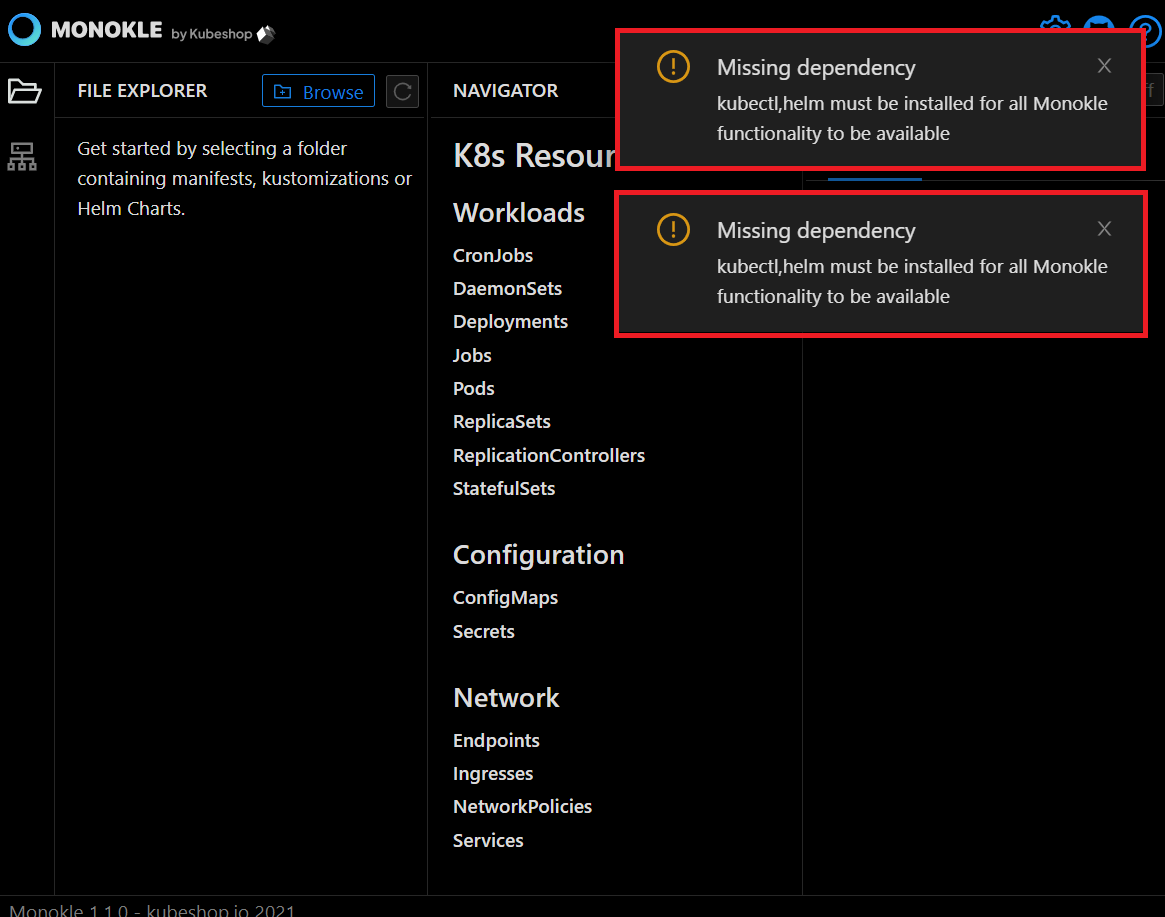 MONOKLE by Kubeshop
FILE EXPLORER
Browse
Get started by selecting a folder
containing manifests, kustomizations or
Helm Charts.
NAVIGATOR
K8s Resour
Workloads
CronJobs
DaemonSets
Deployments
Jobs
Pods
ReplicaSets
ReplicationControllers
StatefulSets
Configuration
ConfigMaps
Secrets
Network
Endpoints
Ingresses
NetworkPolicies
Services
Missing dependency
kubectl,helm must be installed for all Monokle
functionality to be available
Missing dependency
kubectl,helm must be installed for all Monokle
functionality to be available
Monokle 1.1.0 - kubeshop.io 2021